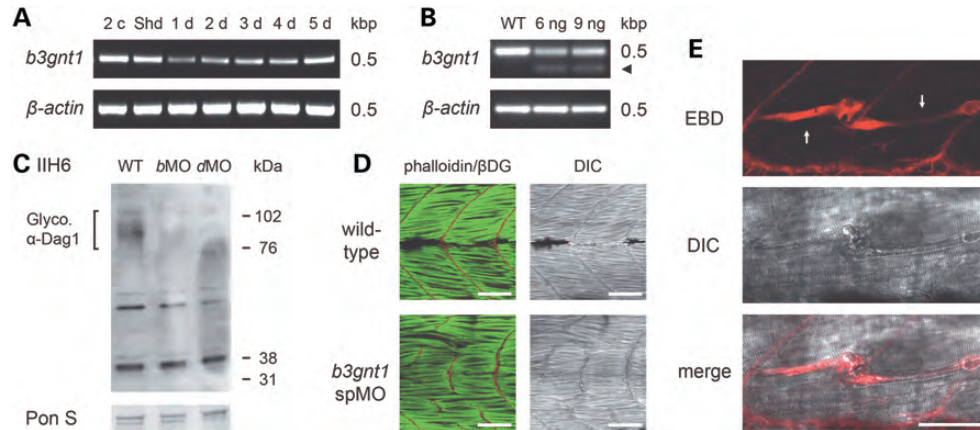 A
2 c Shd 1 d 2 d 3 d 4 d 5 d kbp
b3gnt1 0.5
β-actin 0.5
B
WT 6 ng 9 ng kbp
b3gnt1 0.5
β-actin 0.5
C IIH6
WT bMO dMO kDa
Glyco.
α-Dag1
102
76
38
31
Pon S
D
phalloidin/βDG DIC
wild-
type
b3gnt1
spMO
E
EBD
DIC
merge